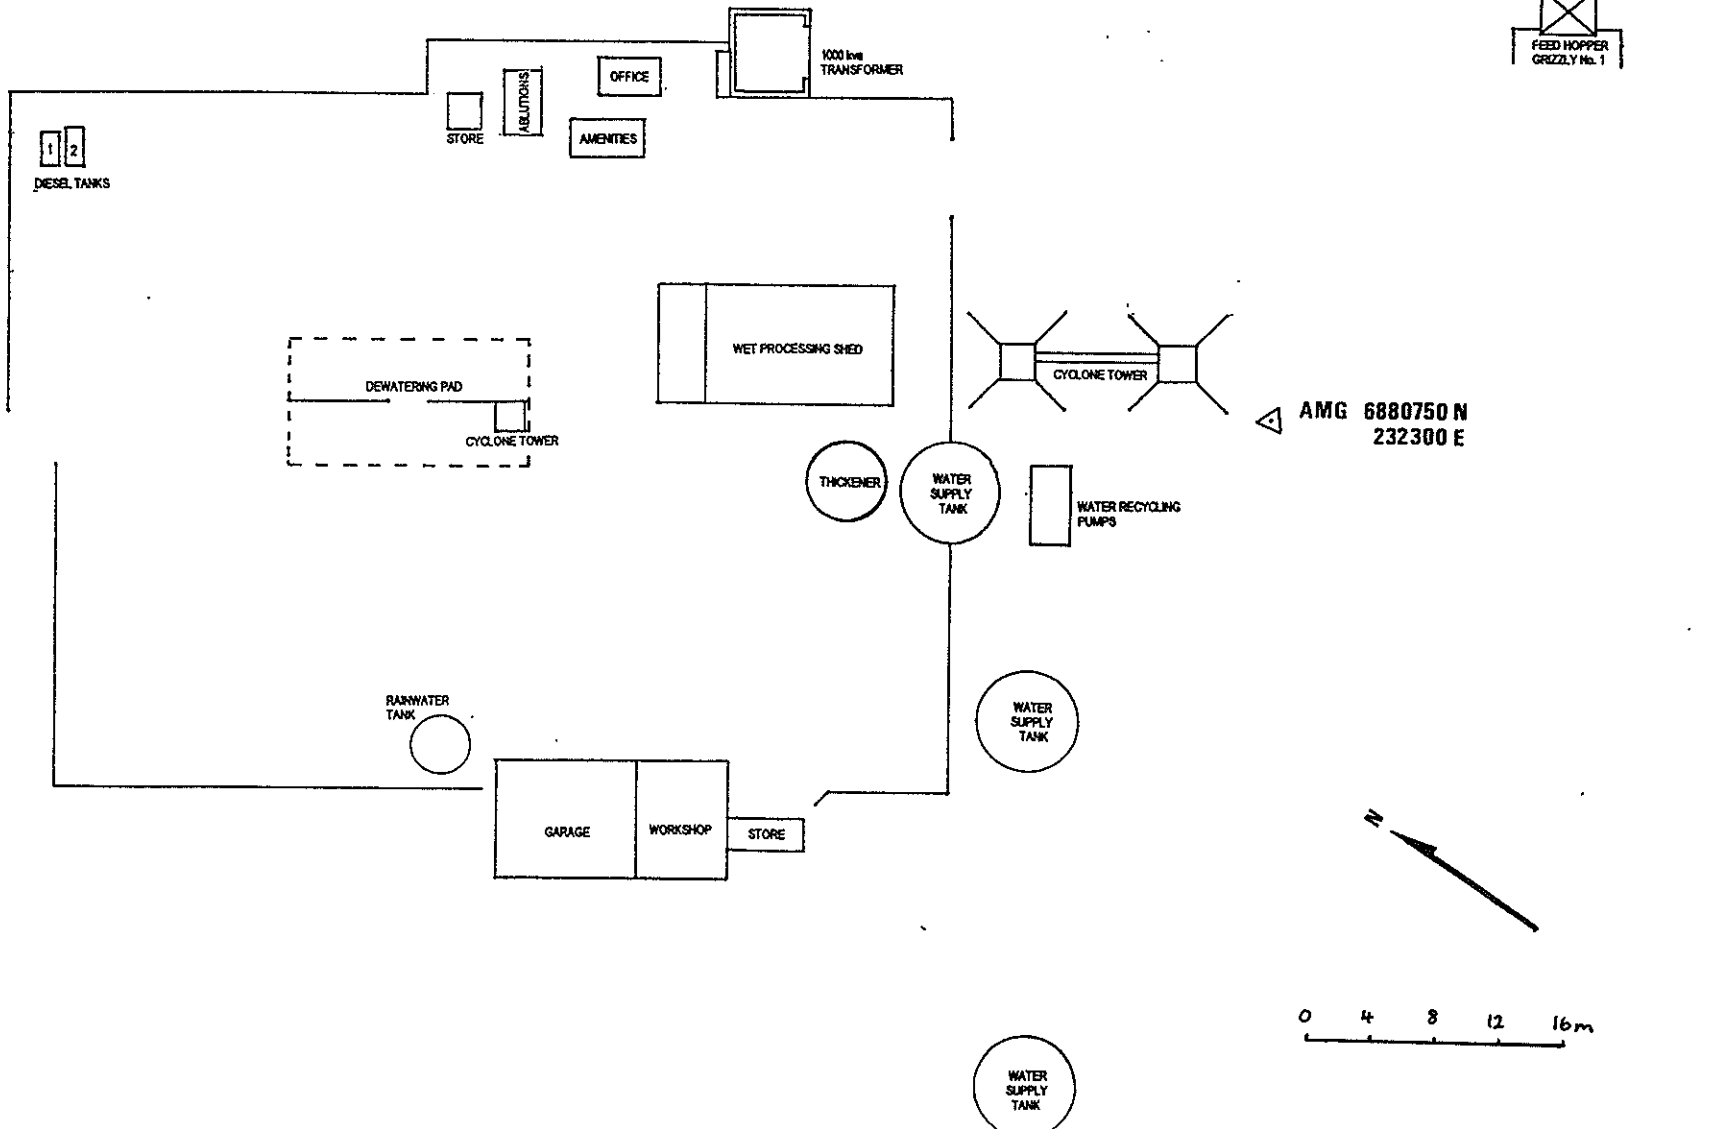 1000 kva
TRANSFORMER
FEED HOPPER
GRIZZLY No. 1
OFFICE
ABLUTIONS
STORE
AMENITIES
1
2
DIESEL TANKS
WET PROCESSING SHED
DEWATERING PAD
CYCLONE TOWER
CYCLONE TOWER
AMG 6880750 N
232300 E
THICKENER
WATER
SUPPLY
TANK
WATER RECYCLING
PUMPS
RAINWATER
TANK
WATER
SUPPLY
TANK
GARAGE
WORKSHOP
STORE
N
0 4 8 12 16m
WATER
SUPPLY
TANK